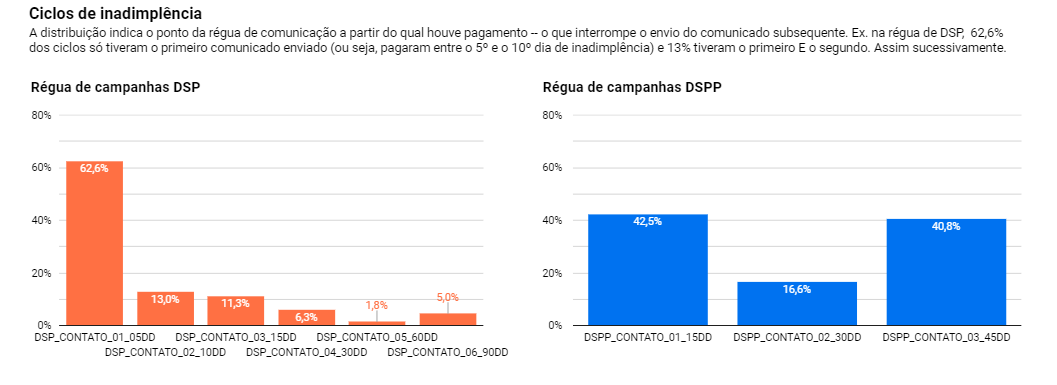 Ciclos de inadimplência
A distribuição indica o ponto da régua de comunicação a partir do qual houve pagamento -- o que interrompe o envio do comunicado subsequente. Ex. na régua de DSP, 62,6%
dos ciclos só tiveram o primeiro comunicado enviado (ou seja, pagaram entre o 5º e o 10º dia de inadimplência) e 13% tiveram o primeiro E o segundo. Assim sucessivamente.
Régua de campanhas DSP
80%
60%
40%
20%
0%
62,6%
13,0%
11,3%
6,3%
1,8%
5,0%
DSP_CONTATO_01_05DD
DSP_CONTATO_02_10DD
DSP_CONTATO_03_15DD
DSP_CONTATO_04_30DD
DSP_CONTATO_05_60DD
DSP_CONTATO_06_90DD
Régua de campanhas DSPP
80%
60%
40%
20%
0%
42,5%
16,6%
40,8%
DSPP_CONTATO_01_15DD
DSPP_CONTATO_02_30DD
DSPP_CONTATO_03_45DD